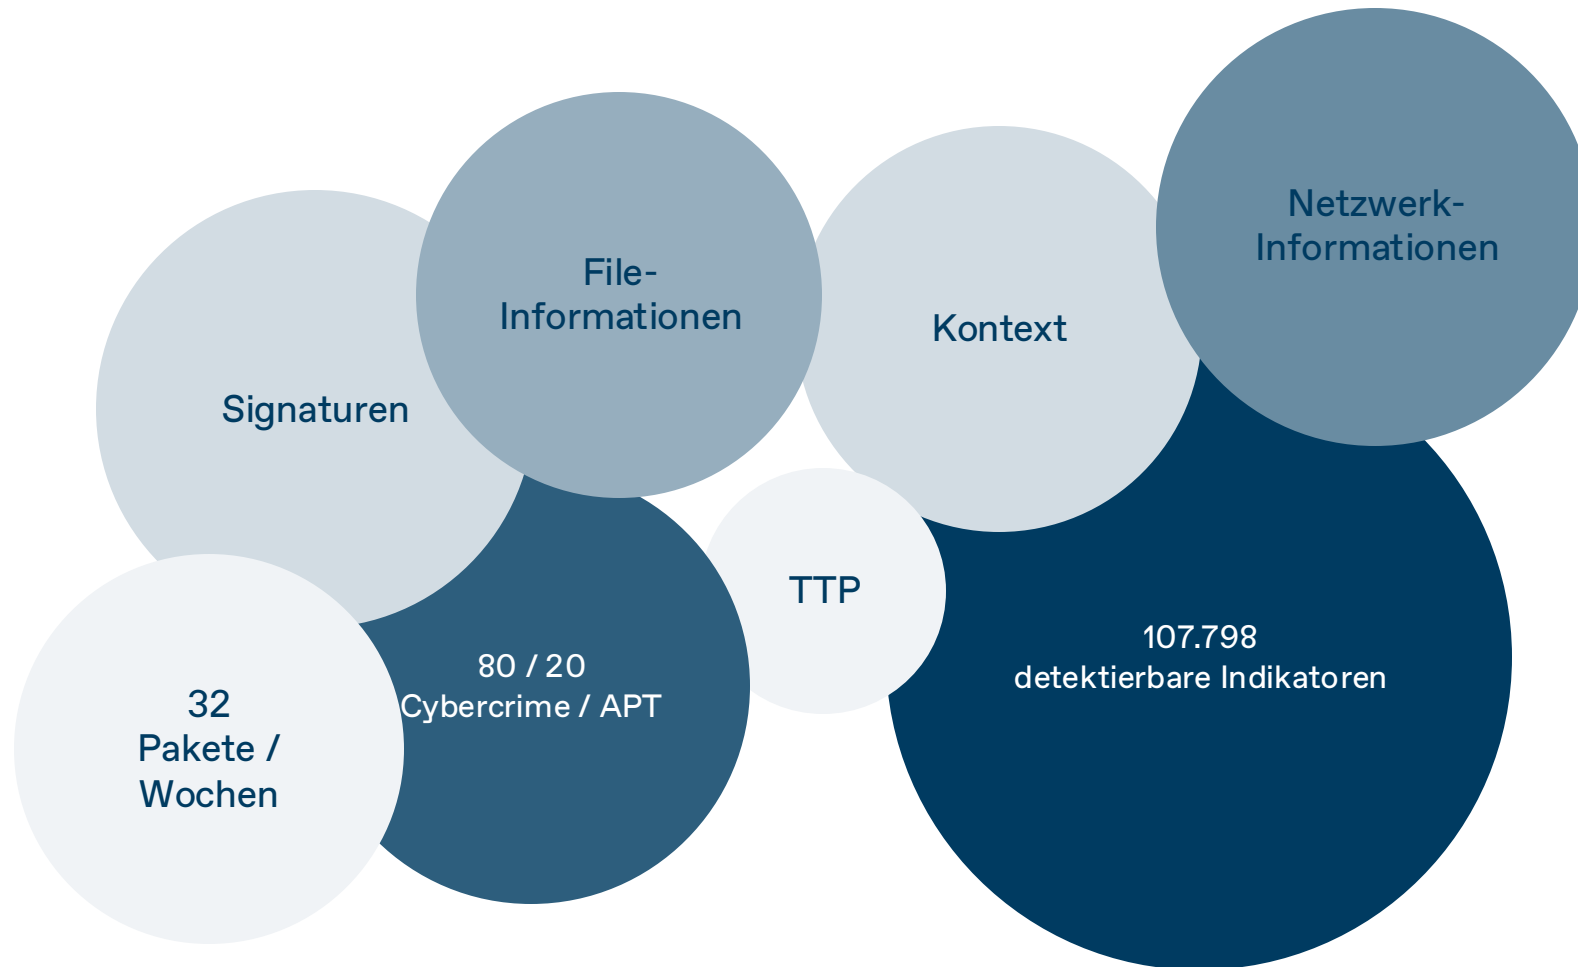 Netzwerk-
Informationen
File-
Informationen
Kontext
Signaturen
TTP
107.798
detektierbare Indikatoren
80 / 20
Cybercrime / APT
32
Pakete /
Wochen